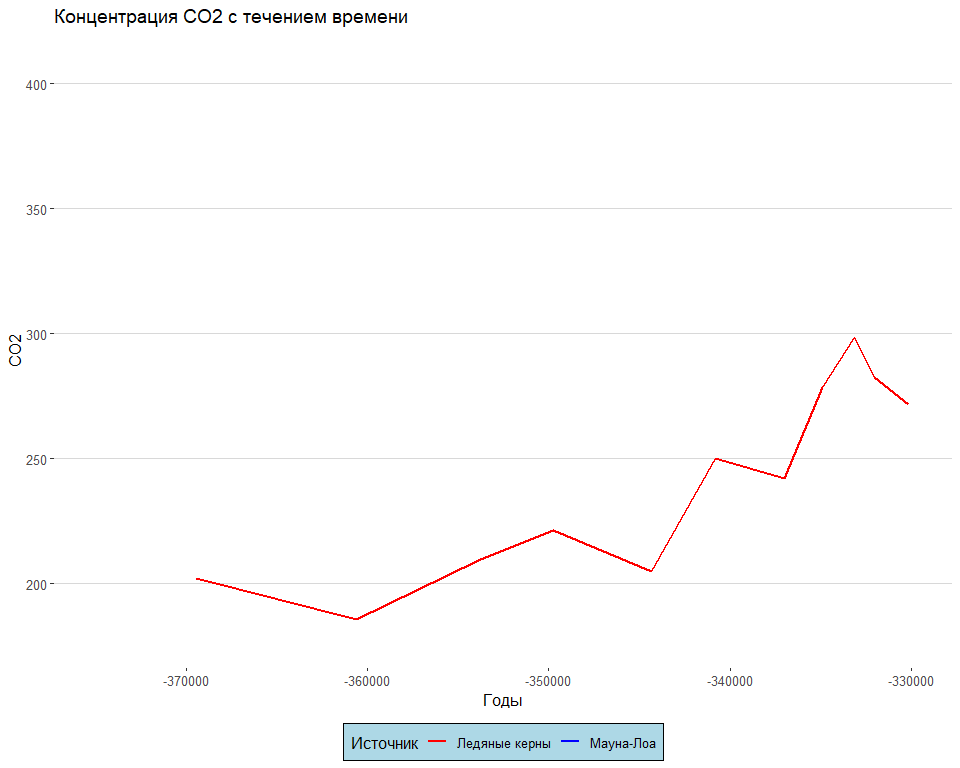 Концентрация CO2 с течением времени
400
350
300
250
200
CO2
-370000 -360000 -350000 -340000 -330000
Годы
Источник Ледяные керны Мауна-Лоа